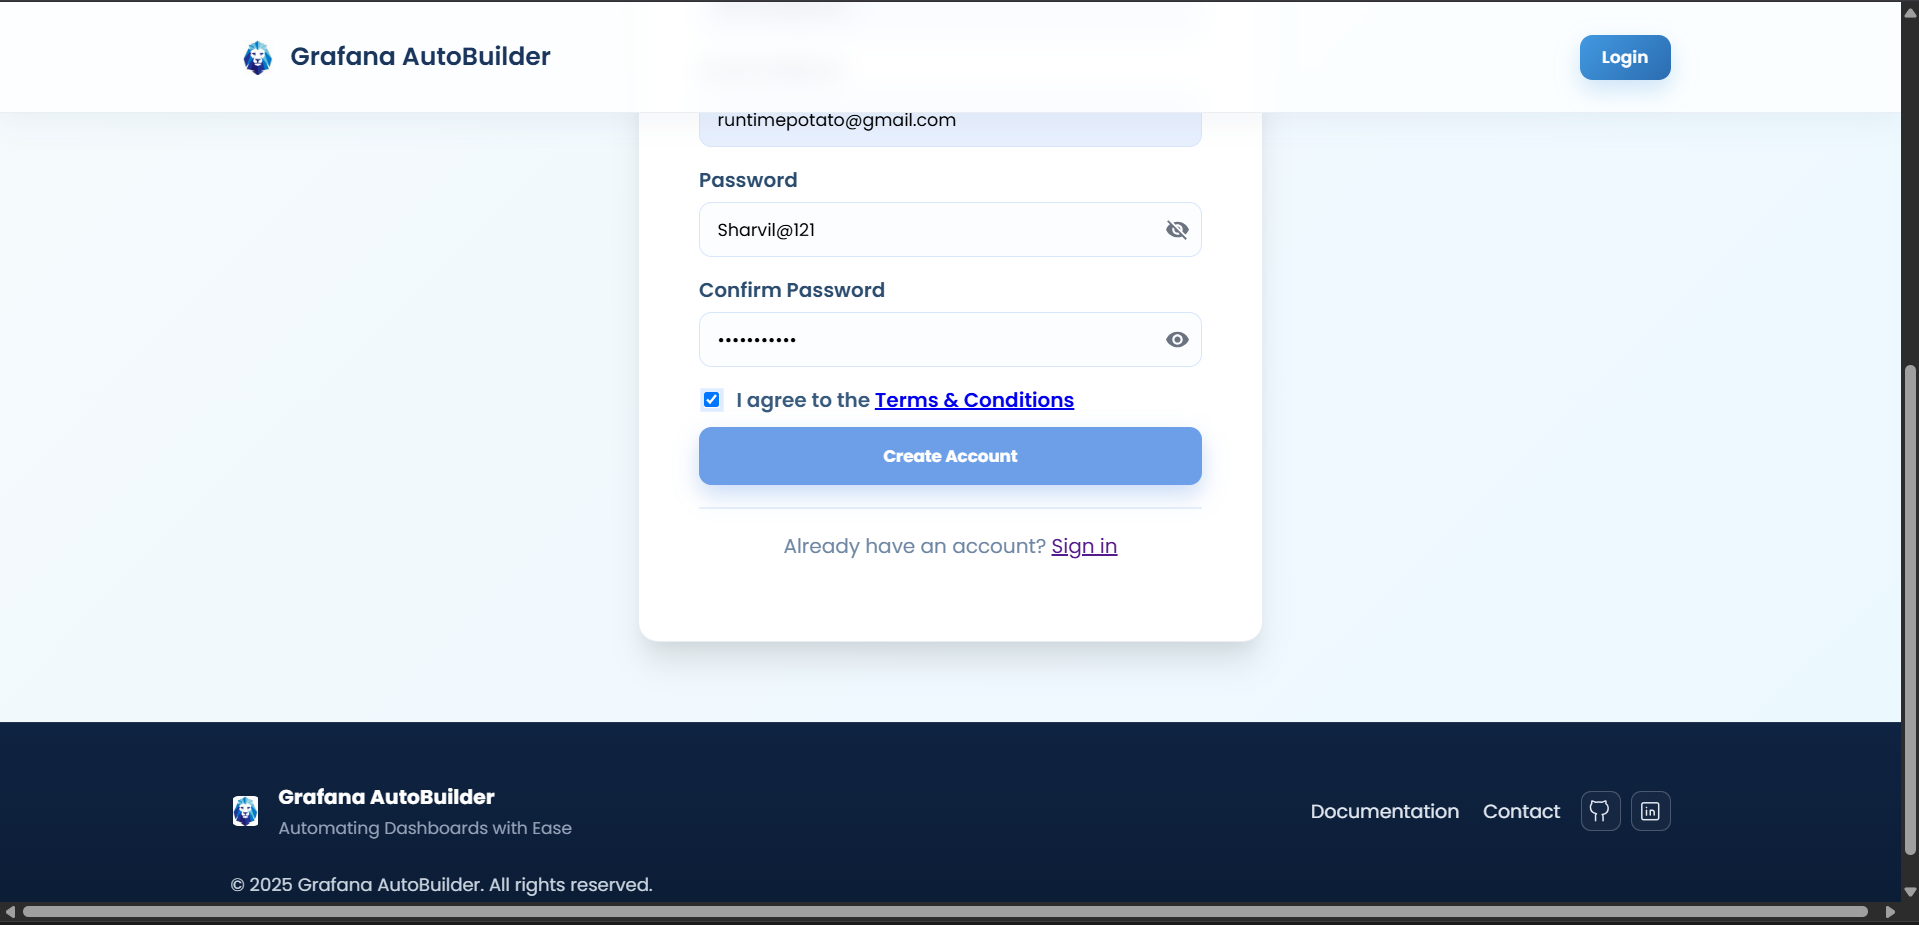 Grafana AutoBuilder
Login
runtimepotato@gmail.com
Password
Sharvil@121
Confirm Password
•••••••••••
I agree to the Terms & Conditions
Create Account
Already have an account? Sign in
Grafana AutoBuilder
Automating Dashboards with Ease
Documentation Contact
in
© 2025 Grafana AutoBuilder. All rights reserved.